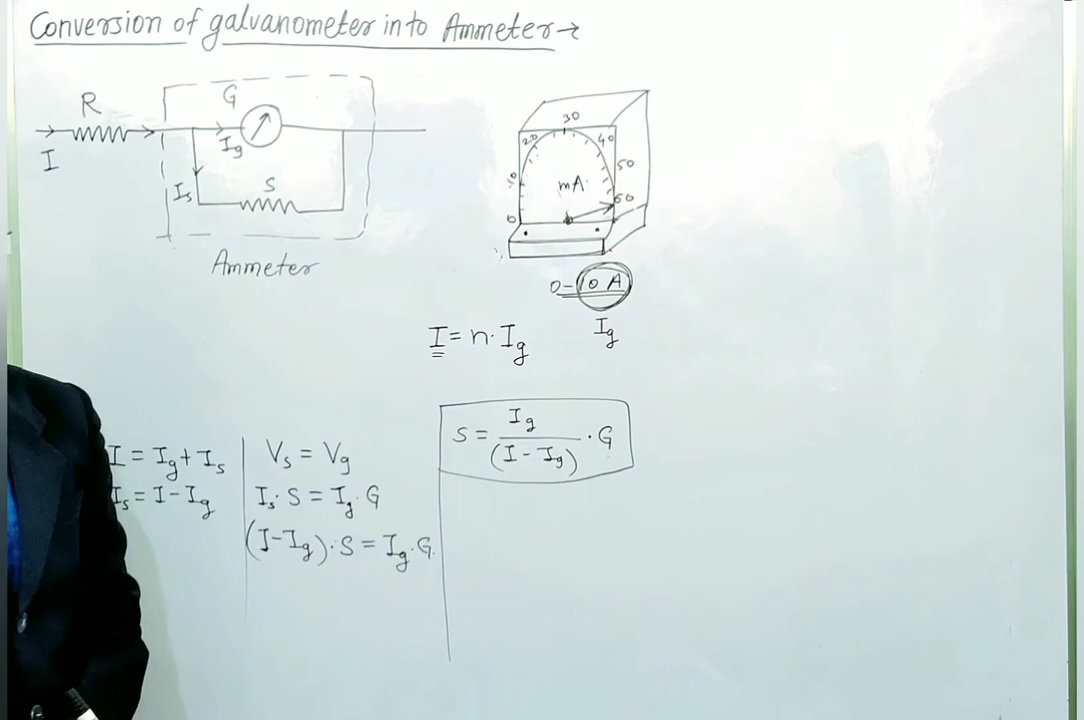 Conversion of galvanometer into Ammeter→
R
G
I
Ig
Is
S
Ammeter
0
10
20
30
40
50
60
mA
0-10 A
Ig
I = n·Ig
I = Ig + Is
Is = I - Ig
Vs = Vg
Is·S = Ig·G
(I-Ig)·S = Ig·G.
S = Ig/(I - Ig) · G